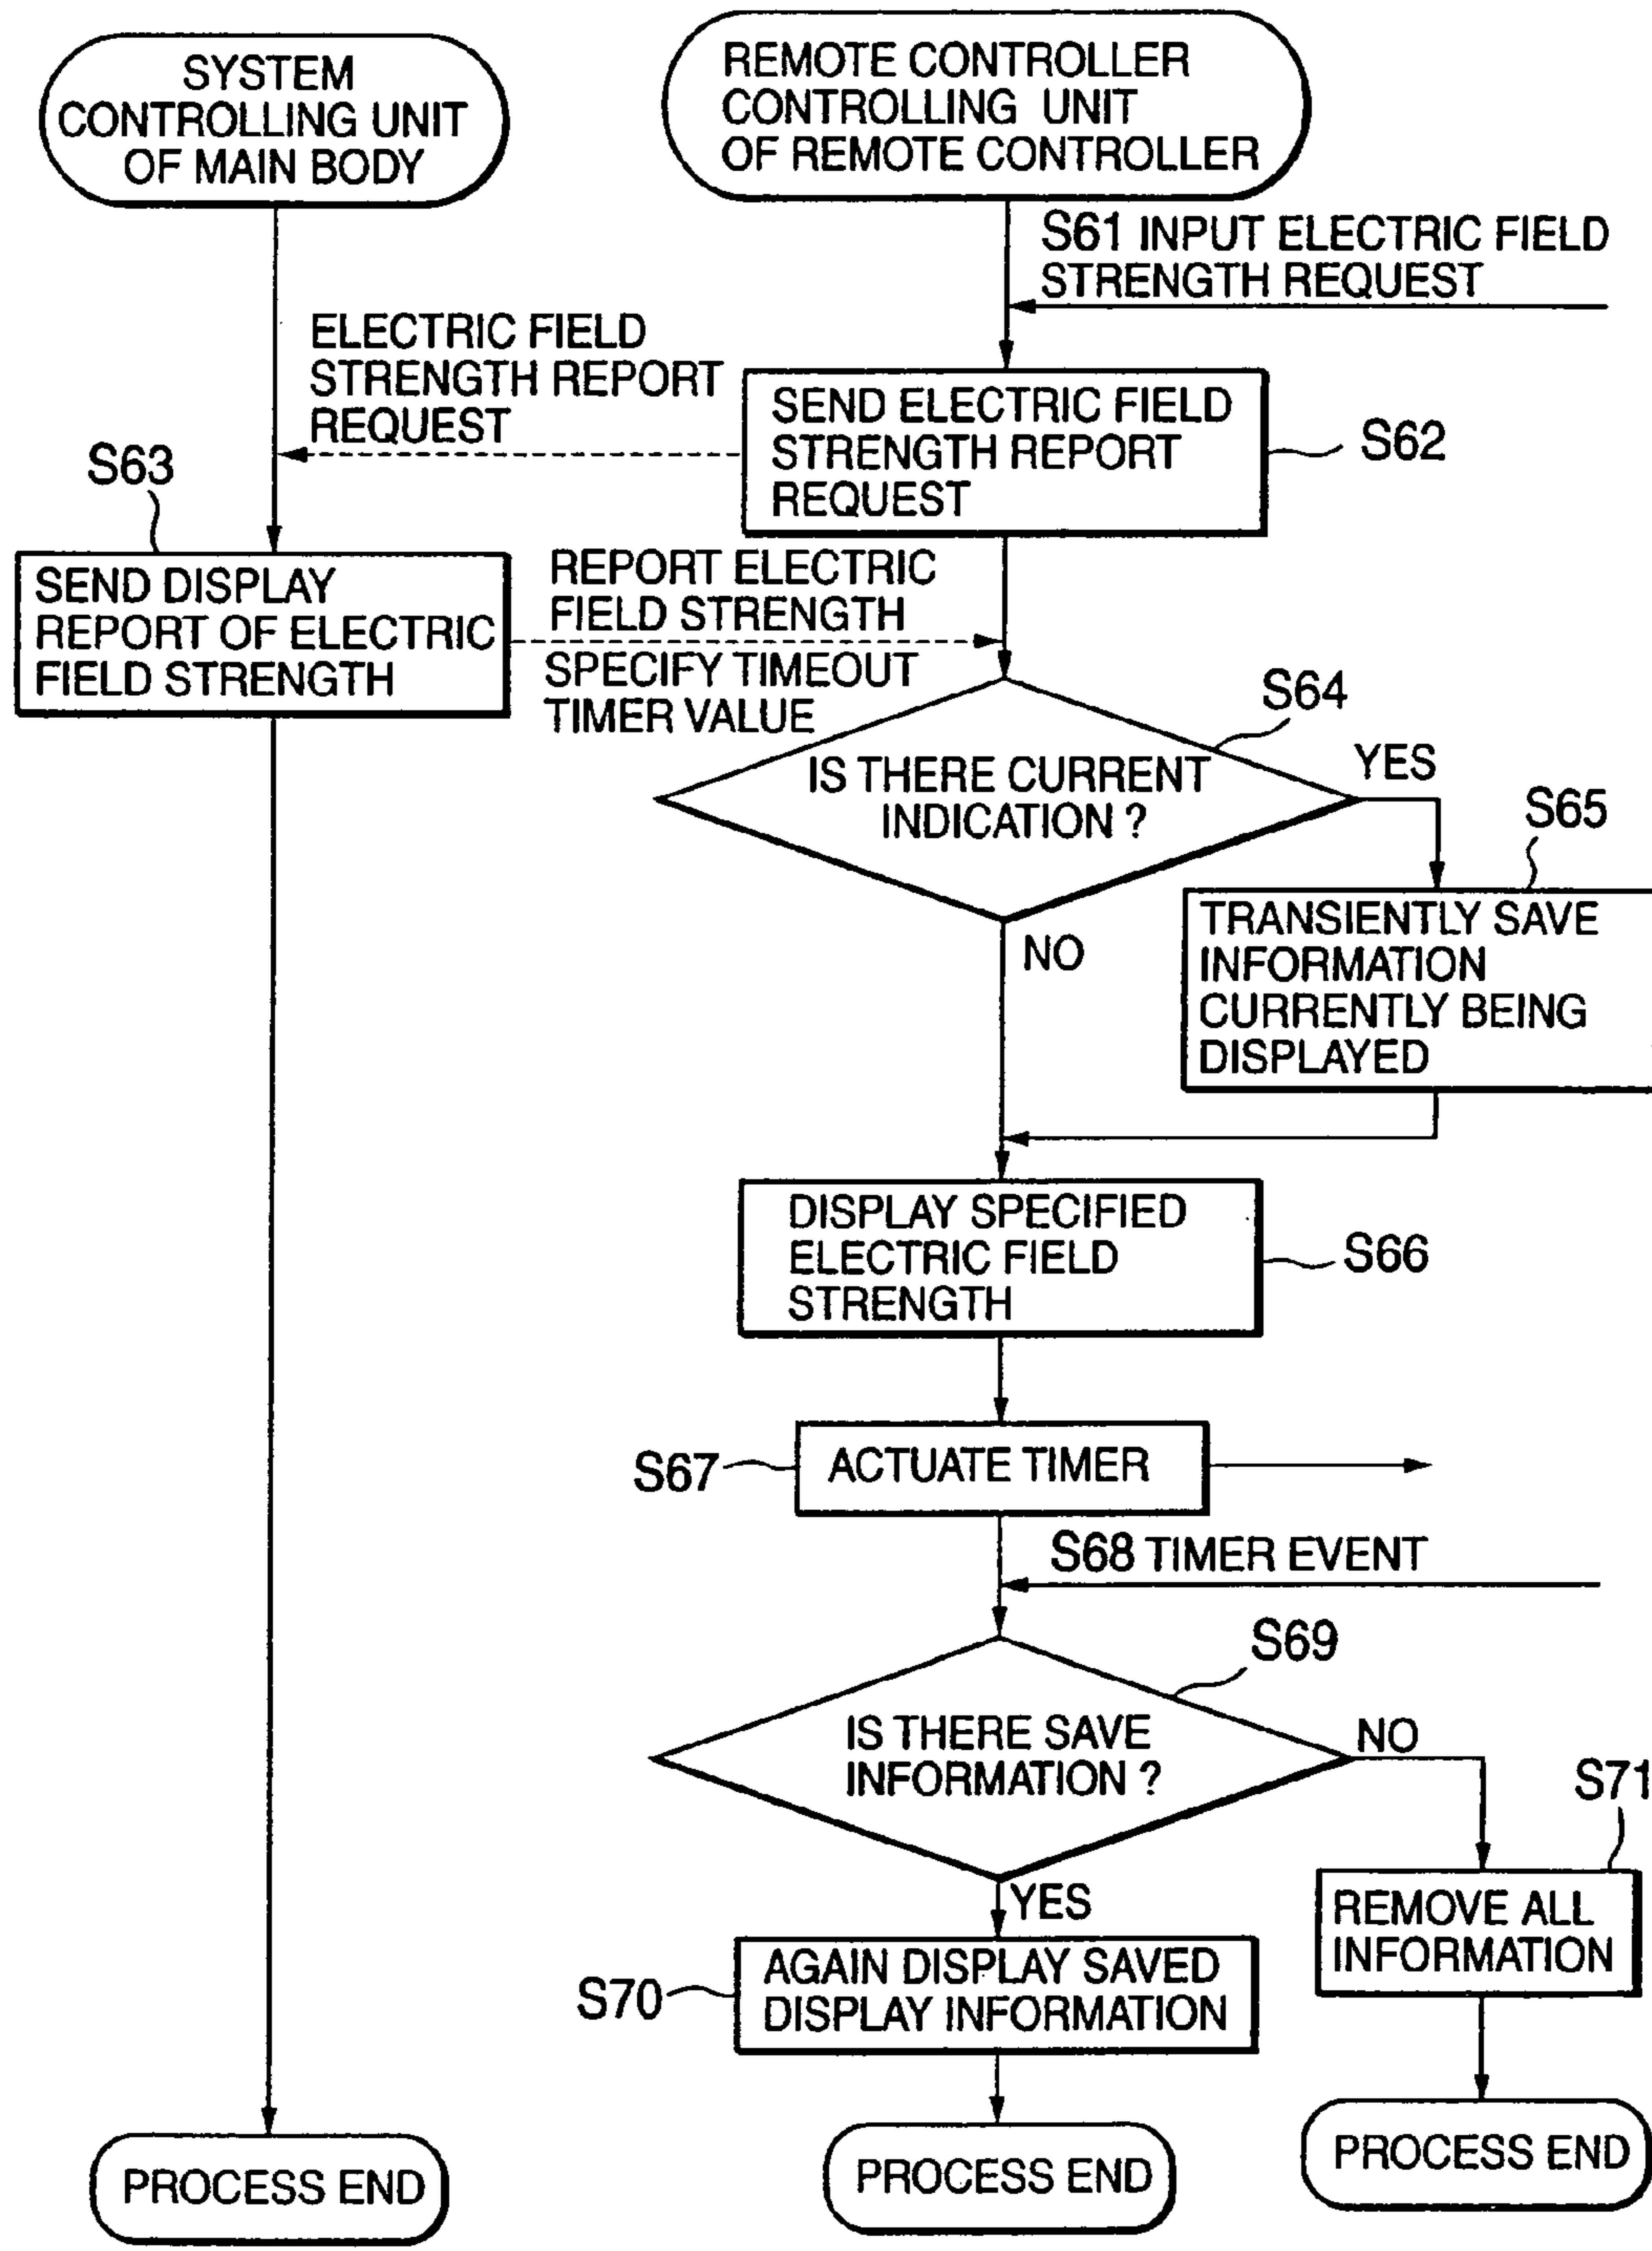 SYSTEM
CONTROLLING UNIT
OF MAIN BODY
REMOTE CONTROLLER
CONTROLLING UNIT
OF REMOTE CONTROLLER
S61 INPUT ELECTRIC FIELD
STRENGTH REQUEST
ELECTRIC FIELD
STRENGTH REPORT
REQUEST
SEND ELECTRIC FIELD
STRENGTH REPORT
REQUEST
S62
S63
SEND DISPLAY
REPORT OF ELECTRIC
FIELD STRENGTH
REPORT ELECTRIC
FIELD STRENGTH
SPECIFY TIMEOUT
TIMER VALUE
S64
IS THERE CURRENT
INDICATION ?
YES
NO
S65
TRANSIENTLY SAVE
INFORMATION
CURRENTLY BEING
DISPLAYED
DISPLAY SPECIFIED
ELECTRIC FIELD
STRENGTH
S66
S67
ACTUATE TIMER
S68 TIMER EVENT
S69
IS THERE SAVE
INFORMATION ?
NO
YES
S71
REMOVE ALL
INFORMATION
S70
AGAIN DISPLAY SAVED
DISPLAY INFORMATION
PROCESS END
PROCESS END
PROCESS END